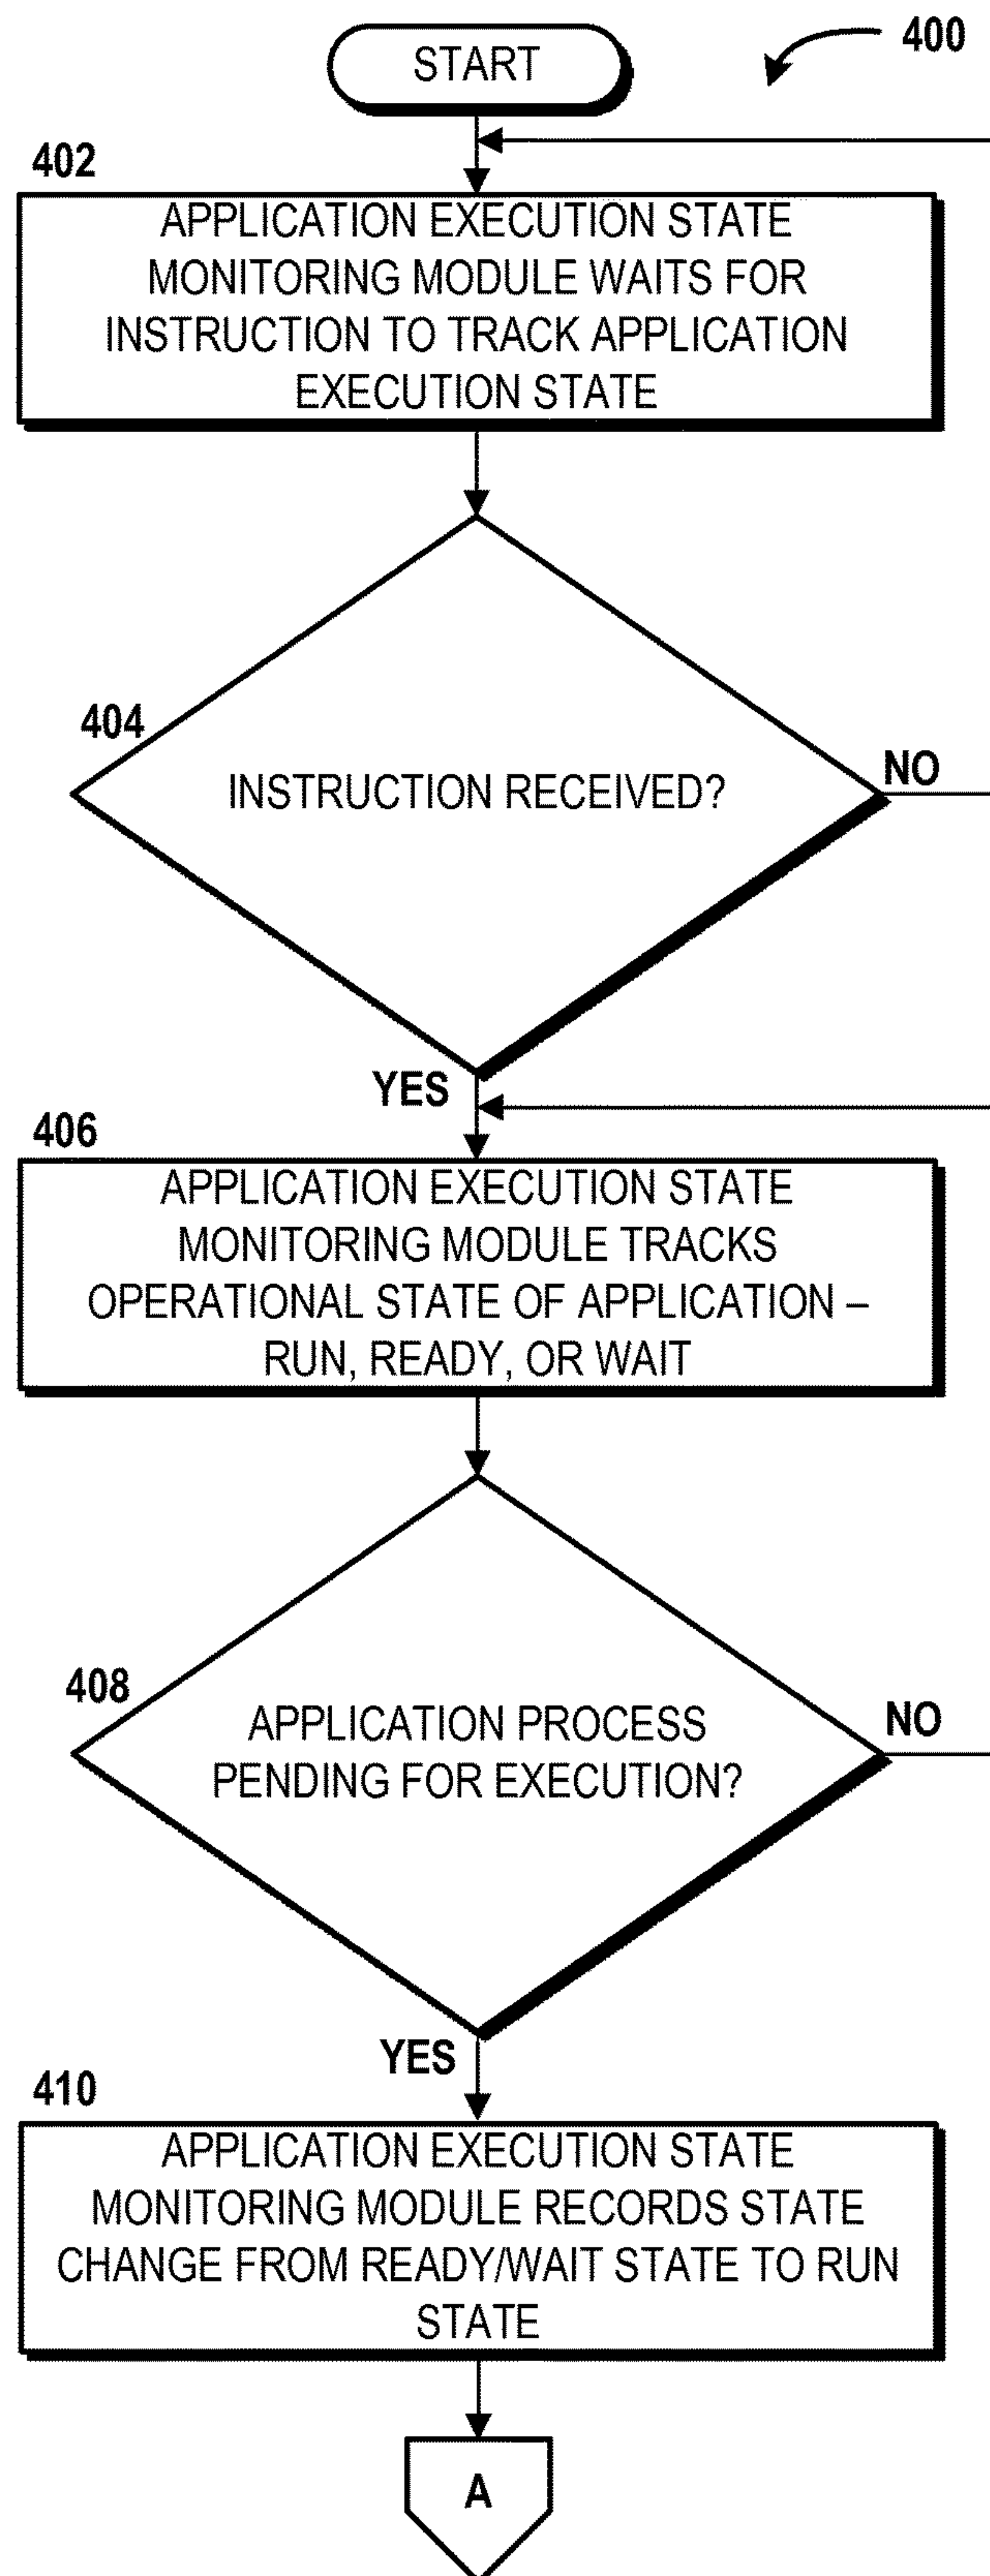 START
400
402
APPLICATION EXECUTION STATE
MONITORING MODULE WAITS FOR
INSTRUCTION TO TRACK APPLICATION
EXECUTION STATE
404
INSTRUCTION RECEIVED?
NO
YES
406
APPLICATION EXECUTION STATE
MONITORING MODULE TRACKS
OPERATIONAL STATE OF APPLICATION –
RUN, READY, OR WAIT
408
APPLICATION PROCESS
PENDING FOR EXECUTION?
NO
YES
410
APPLICATION EXECUTION STATE
MONITORING MODULE RECORDS STATE
CHANGE FROM READY/WAIT STATE TO RUN
STATE
A